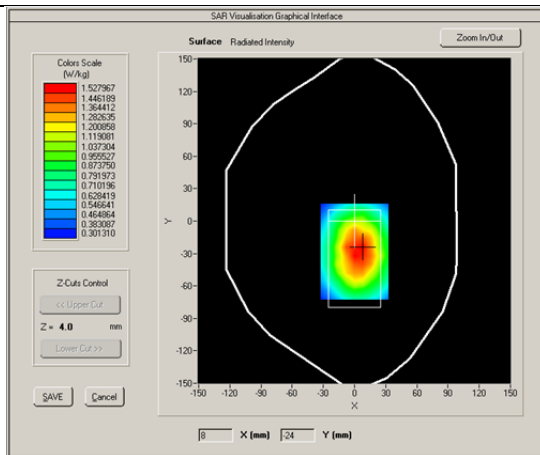 SAR Visualisation Graphical Interface
Surface Radiated Intensity
Zoom In/Out
Colors Scale
(W/kg)
1.527967
1.446189
1.364412
1.282635
1.200858
1.119081
1.037304
0.955527
0.873750
0.791973
0.710196
0.628419
0.546641
0.464864
0.383087
0.301310
150
120
90
60
30
0
-30
-60
-90
-120
-150
Y
-150 -120 -90 -60 -30 0 30 60 90 120 150
X
Z-Cuts Control
<< Upper Cut
Z = 4.0 mm
Lower Cut >>
SAVE Cancel
8 X (mm) -24 Y (mm)